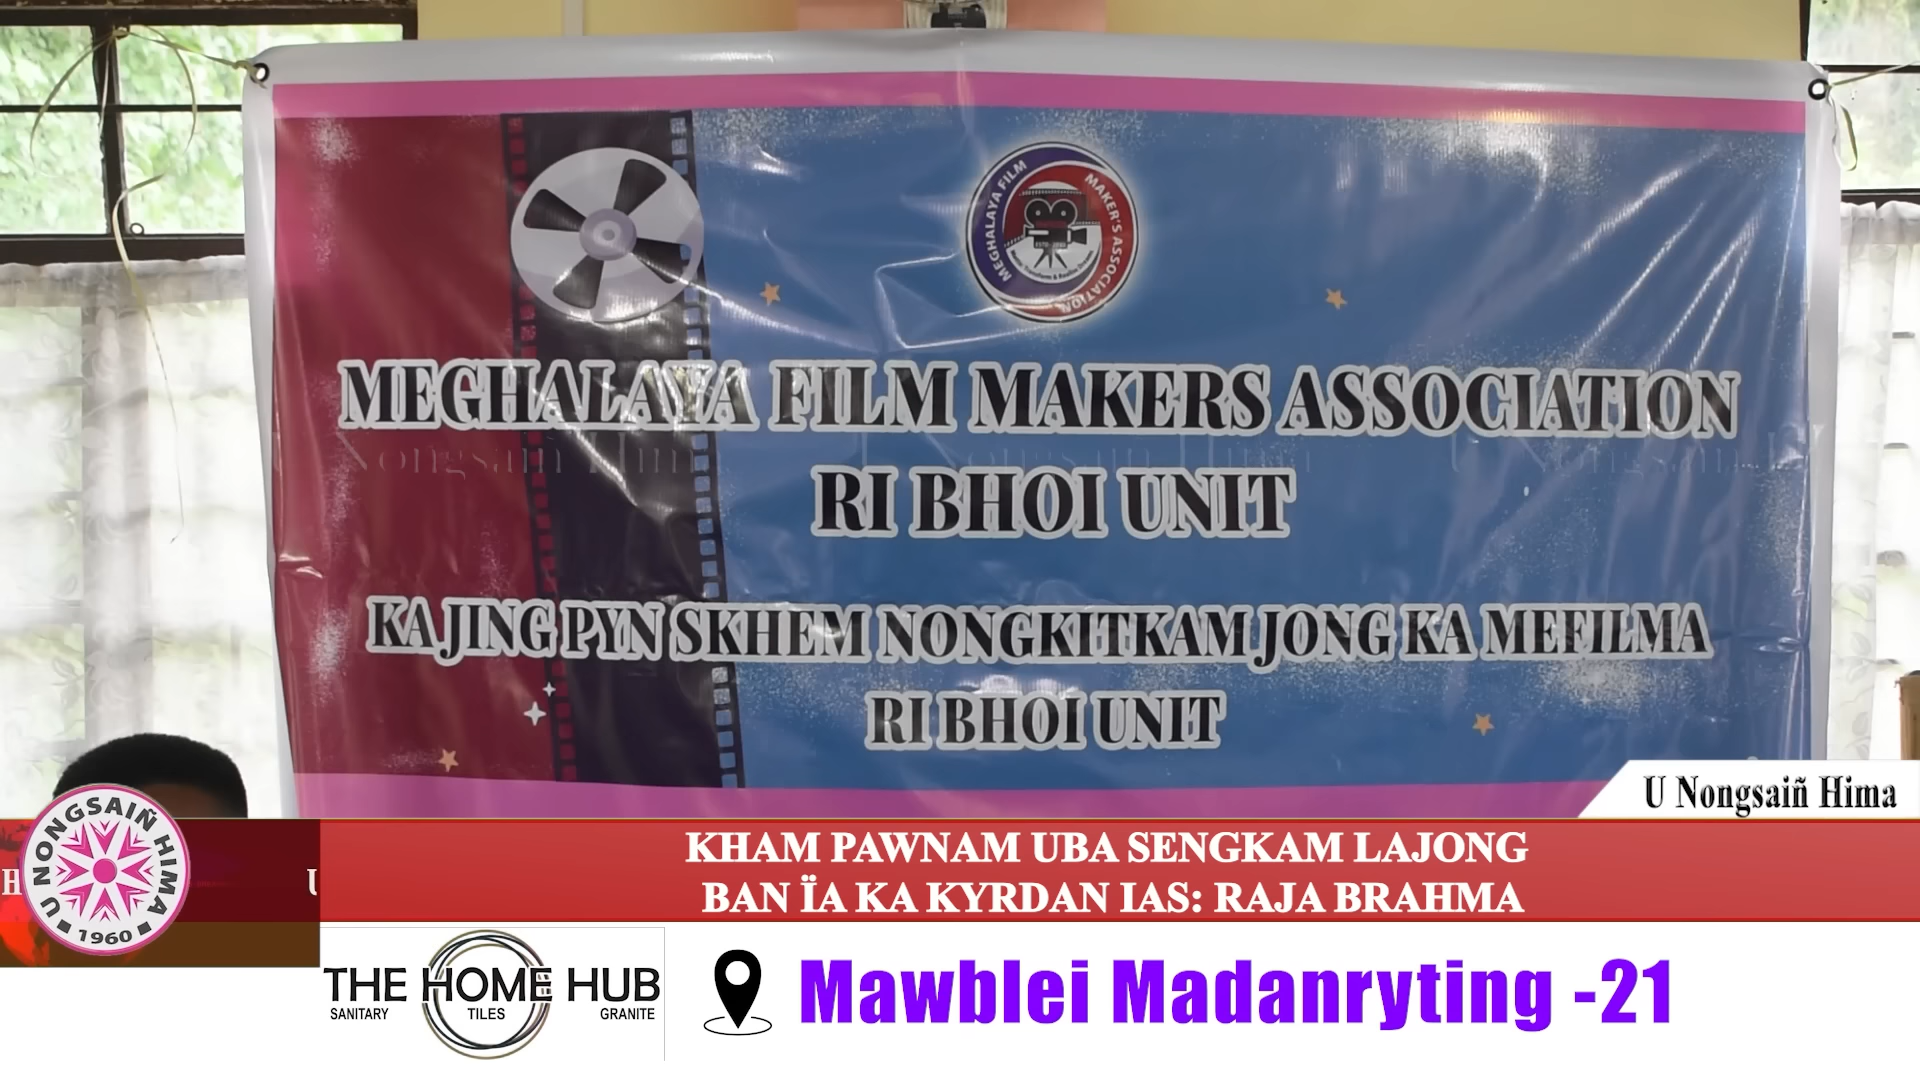 MEGHALAYA FILM MAKER'S ASSOCIATION
MEGHALAYA FILM MAKERS ASSOCIATION
U Nongsaiñ Hima
RI BHOI UNIT
KA JING PYN SKHEM NONGKITKAM JONG KA MEFILMA
RI BHOI UNIT
U Nongsaiñ Hima
U NONGSAIÑ HIMA
1960
KHAM PAWNAM UBA SENGKAM LAJONG
BAN ÏA KA KYRDAN IAS: RAJA BRAHMA
THE HOME HUB
SANITARY TILES GRANITE
Mawblei Madanryting -21